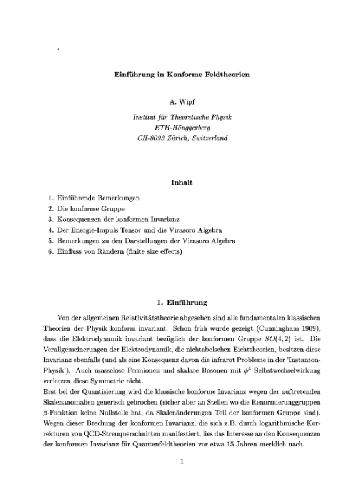 Einführung in Konforme Feldtheorien
A. Wipf
Institut für Theoretische Physik
ETH-Hönggerberg
CH-8093 Zürich, Switzerland
Inhalt
1. Einführende Bemerkungen
2. Die konforme Gruppe
3. Konsequenzen der konformen Invarianz
4. Der Energie-Impuls Tensor und die Virasoro Algebra
5. Bemerkungen zu den Darstellungen der Virasoro Algebra
6. Einfluss von Rändern (finite size effects)
1. Einführung
Von der allgemeinen Relativitätstheorie abgesehen sind alle fundamentalen klassischen
Theorien der Physik konform invariant. Schon früh wurde gezeigt (Cunningham 1909),
dass die Elektrodynamik invariant bezüglich der konformen Gruppe SO(4,2) ist. Die
Verallgemeinerungen der Elektrodynamik, die nichtabelschen Eichtheorien, besitzen diese
Invarianz ebenfalls (und als eine Konsequenz davon die infrarot Probleme in der 'Instanton-
Physik'). Auch masselose Fermionen und skalare Bosonen mit φ⁴ Selbstwechselwirkung
verletzen diese Symmetrie nicht.
Erst bei der Quantisierung wird die klassische konforme Invarianz wegen der auftretenden
Skalenanomalien generisch gebrochen (sicher aber an Stellen wo die Renormierungsgruppen
β-Funktion keine Nullstelle hat, da Skalenänderungen Teil der konformen Gruppe sind).
Wegen dieser Brechung der konformen Invarianz, die sich z.B. durch logarithmische Kor-
rekturen von QCD-Streuquerschnitten manifestiert, lies das Interesse an den Konsequenzen
der konformen Invarianz für Quantenfeldtheorien vor etwa 15 Jahren merklich nach.
1